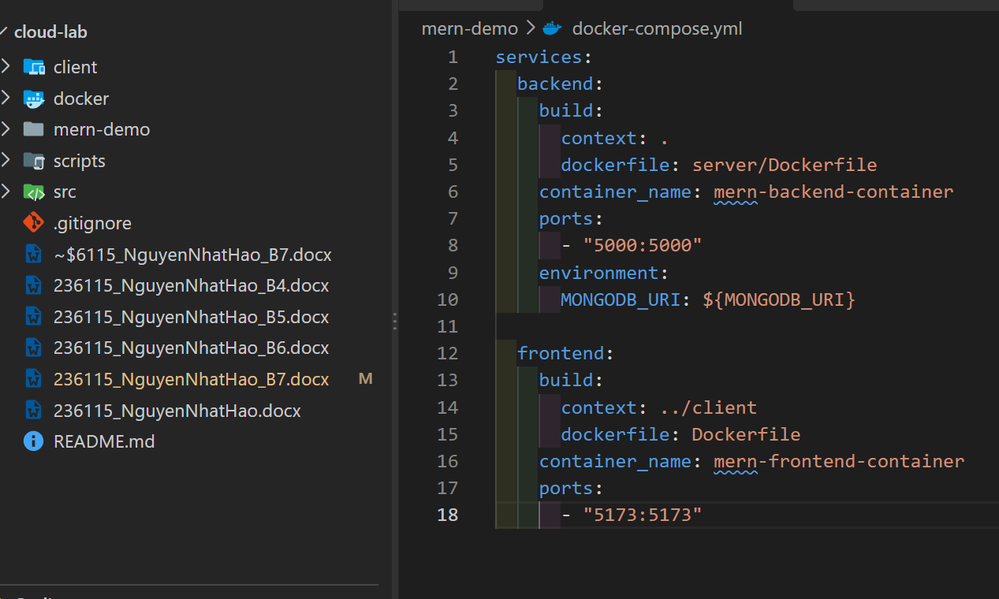 cloud-lab
client
docker
mern-demo
scripts
src
.gitignore
~$6115_NguyenNhatHao_B7.docx
236115_NguyenNhatHao_B4.docx
236115_NguyenNhatHao_B5.docx
236115_NguyenNhatHao_B6.docx
236115_NguyenNhatHao_B7.docx M
236115_NguyenNhatHao.docx
README.md
mern-demo > docker-compose.yml
1 services:
2 backend:
3 build:
4 context: .
5 dockerfile: server/Dockerfile
6 container_name: mern-backend-container
7 ports:
8 - "5000:5000"
9 environment:
10 MONGODB_URI: ${MONGODB_URI}
11
12 frontend:
13 build:
14 context: ../client
15 dockerfile: Dockerfile
16 container_name: mern-frontend-container
17 ports:
18 - "5173:5173"